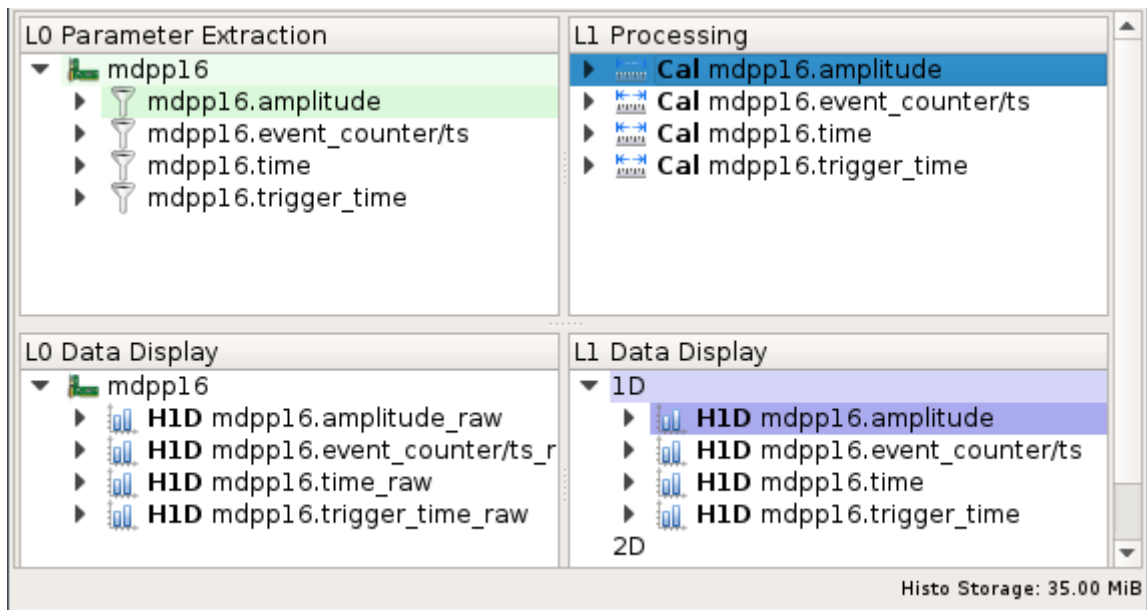 L0 Parameter Extraction
mdpp16
mdpp16.amplitude
mdpp16.event_counter/ts
mdpp16.time
mdpp16.trigger_time
L1 Processing
Cal mdpp16.amplitude
Cal mdpp16.event_counter/ts
Cal mdpp16.time
Cal mdpp16.trigger_time
L0 Data Display
mdpp16
H1D mdpp16.amplitude_raw
H1D mdpp16.event_counter/ts_r
H1D mdpp16.time_raw
H1D mdpp16.trigger_time_raw
L1 Data Display
1D
H1D mdpp16.amplitude
H1D mdpp16.event_counter/ts
H1D mdpp16.time
H1D mdpp16.trigger_time
2D
Histo Storage: 35.00 MiB